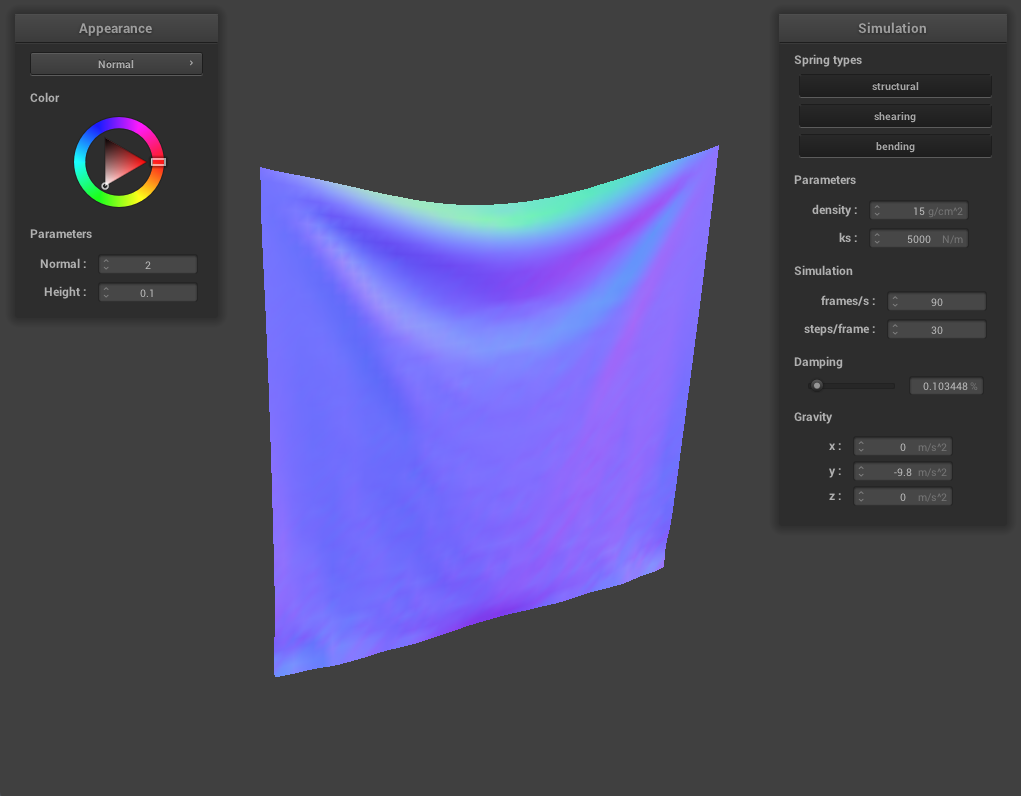 Appearance
Normal
Color
Parameters
Normal : 2
Height : 0.1
Simulation
Spring types
structural
shearing
bending
Parameters
density : 15 g/cm^2
ks : 5000 N/m
Simulation
frames/s : 90
steps/frame : 30
Damping
0.103448 %
Gravity
x : 0 m/s^2
y : -9.8 m/s^2
z : 0 m/s^2